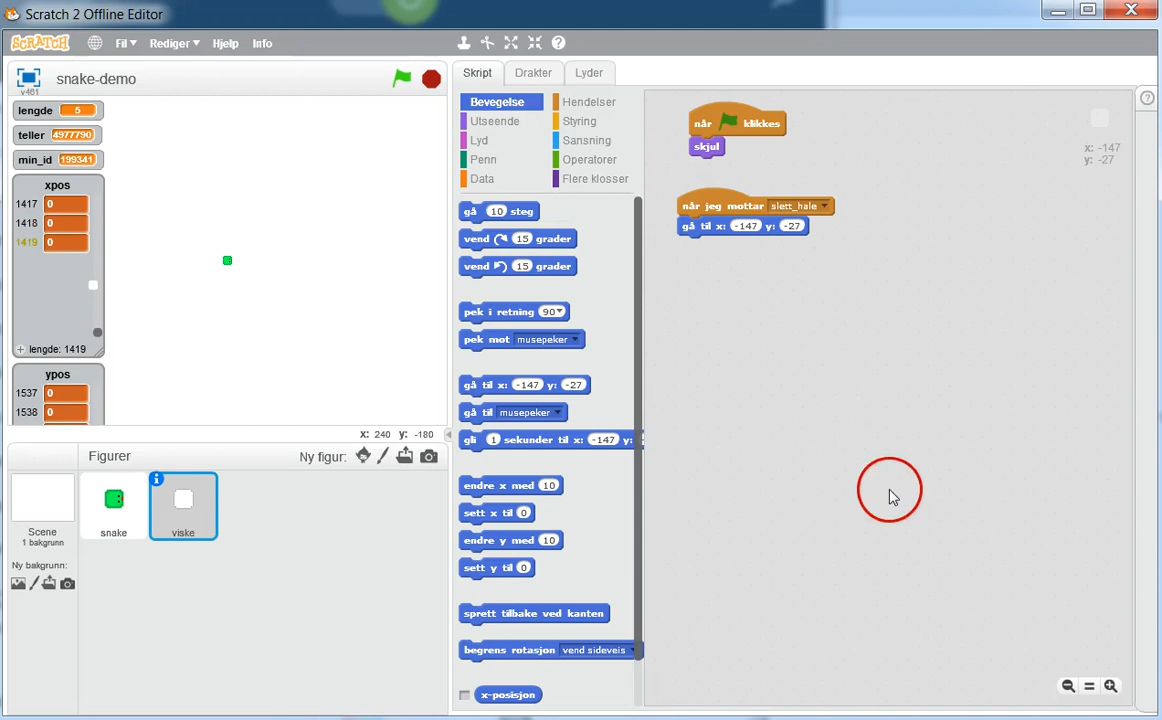 Scratch 2 Offline Editor
SCRATCH Fil Rediger Hjelp Info
v461 snake-demo
lengde 5
teller 4977790
min_id 199341
xpos
1417 0
1418 0
1419 0
lengde: 1419
ypos
1537 0
1538 0
x: 240 y: -180
Figurer Ny figur:
Scene
1 bakgrunn
Ny bakgrunn:
snake
viske
Skript Drakter Lyder
Bevegelse Hendelser
Utseende Styring
Lyd Sansning
Penn Operatorer
Data Flere klosser
gå 10 steg
vend 15 grader
vend 15 grader
pek i retning 90
pek mot musepeker
gå til x: -147 y: -27
gå til musepeker
gli 1 sekunder til x: -147 y:
endre x med 10
sett x til 0
endre y med 10
sett y til 0
sprett tilbake ved kanten
begrens rotasjon vend sideveis
x-posisjon
når klikkes
skjul
når jeg mottar slett_hale
gå til x: -147 y: -27
x: -147
y: -27